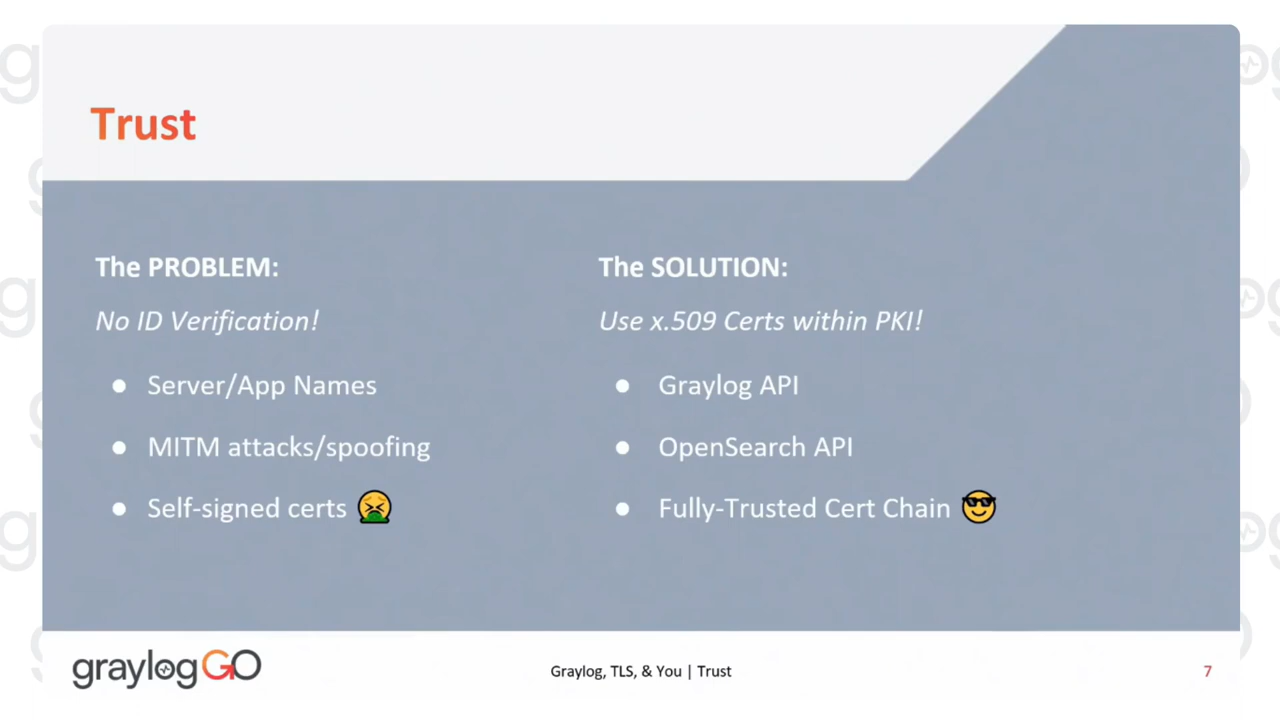 Trust
The PROBLEM:
No ID Verification!
● Server/App Names
● MITM attacks/spoofing
● Self-signed certs 🤮
The SOLUTION:
Use x.509 Certs within PKI!
● Graylog API
● OpenSearch API
● Fully-Trusted Cert Chain 😎
graylogGO
Graylog, TLS, & You | Trust
7